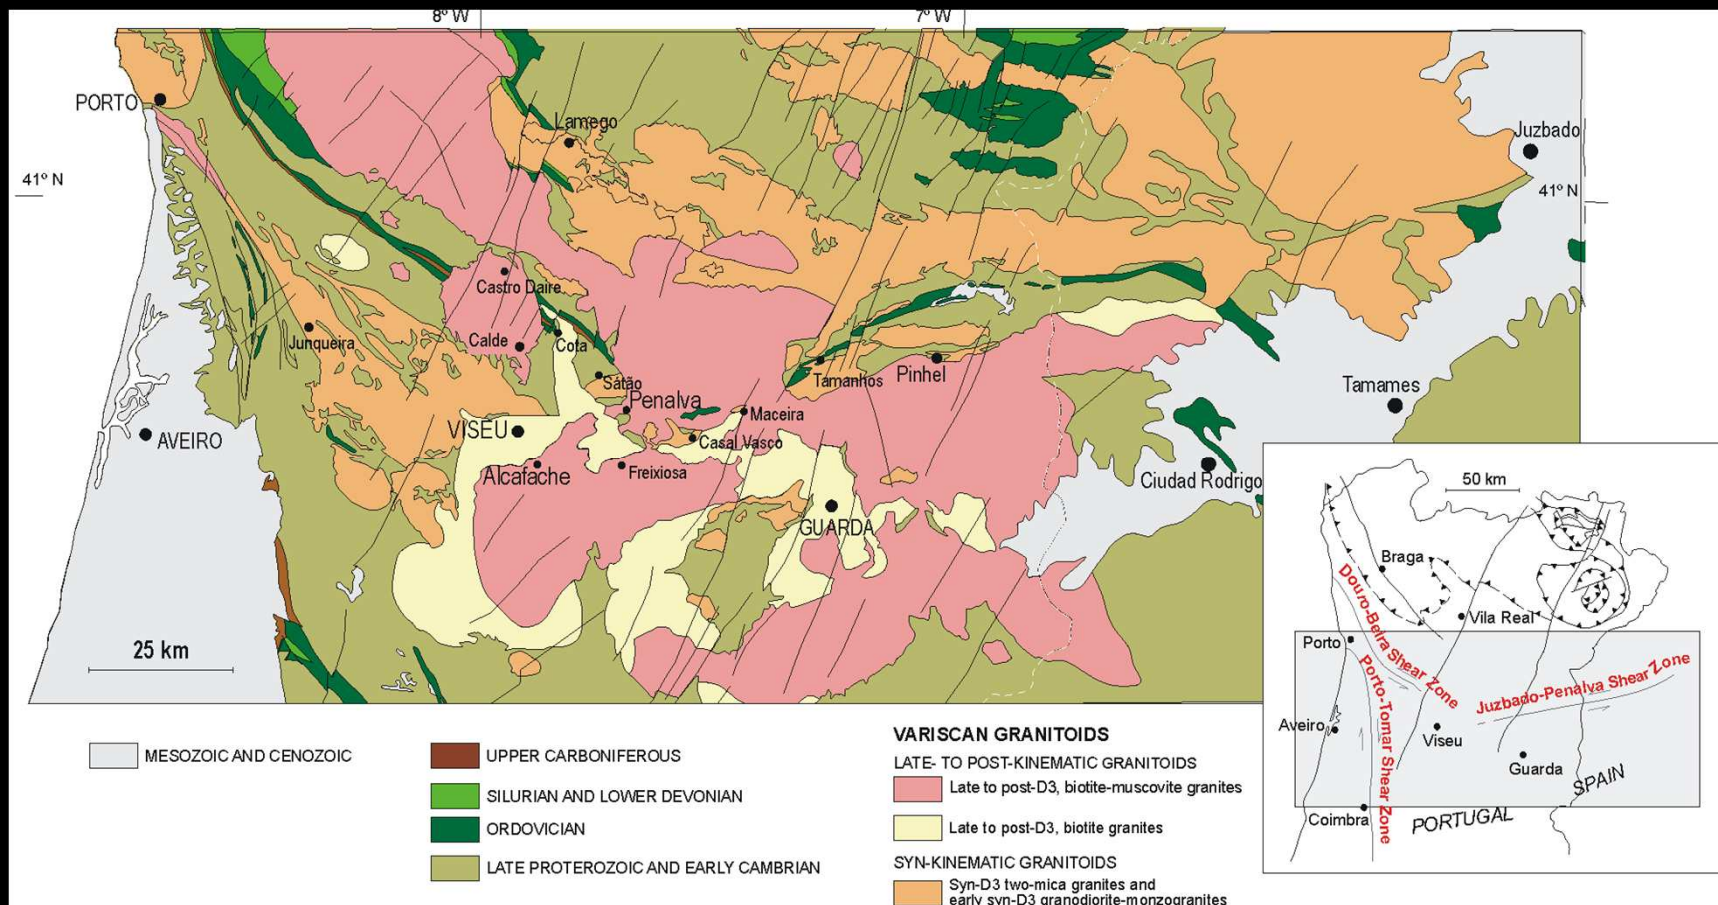 8° W
7° W
PORTO
Lamego
Juzbado
41° N
41° N
Castro Daire
Junqueira
Calde
Cota
Sátão
Tamanhos
Pinhel
Tamames
Penalva
Maceira
AVEIRO
VISEU
Casal Vasco
Alcafache
Freixiosa
Ciudad Rodrigo
GUARDA
25 km
50 km
Braga
Douro-Beira Shear Zone
Vila Real
Porto
Porto-Tomar Shear Zone
Juzbado-Penalva Shear Zone
Aveiro
Viseu
Guarda
SPAIN
Coimbra
PORTUGAL
MESOZOIC AND CENOZOIC
UPPER CARBONIFEROUS
SILURIAN AND LOWER DEVONIAN
ORDOVICIAN
LATE PROTEROZOIC AND EARLY CAMBRIAN
VARISCAN GRANITOIDS
LATE- TO POST-KINEMATIC GRANITOIDS
Late to post-D3, biotite-muscovite granites
Late to post-D3, biotite granites
SYN-KINEMATIC GRANITOIDS
Syn-D3 two-mica granites and
early syn-D3 granodiorite-monzogranites